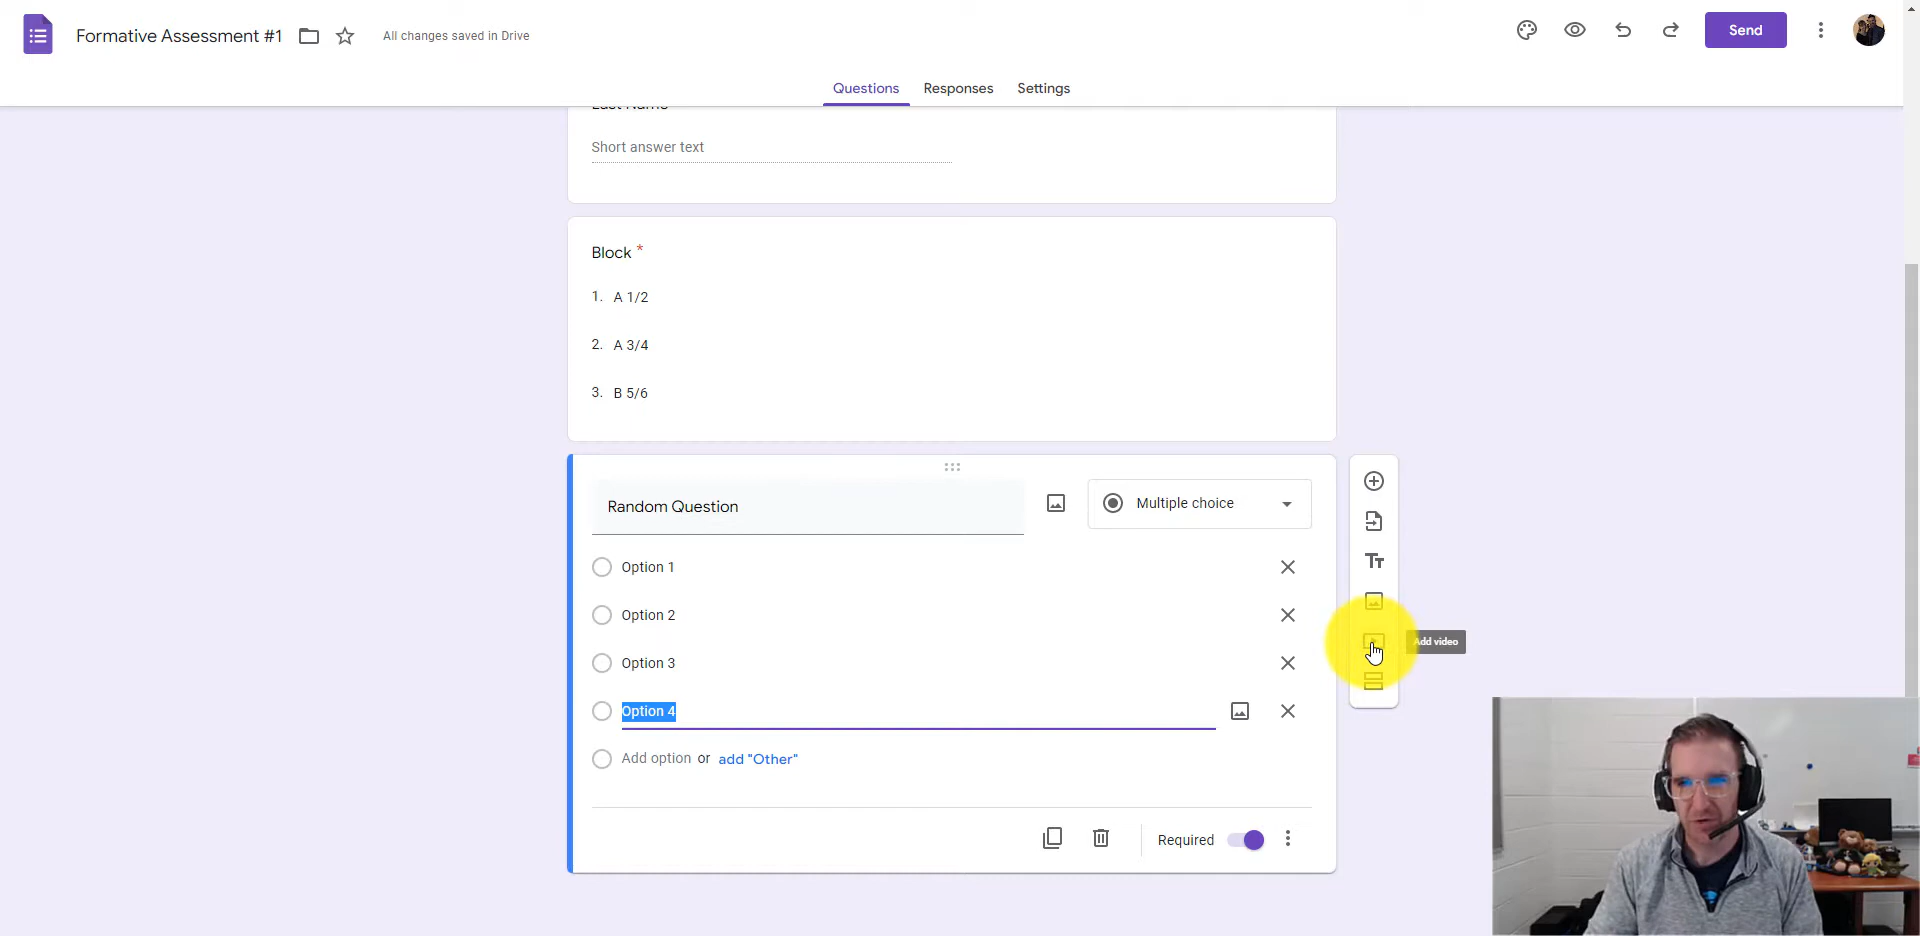 Formative Assessment #1
All changes saved in Drive
Send
Questions Responses Settings
Last Name
Short answer text
Block *
1. A 1/2
2. A 3/4
3. B 5/6
Random Question
Multiple choice
Option 1
Option 2
Option 3
Add video
Option 4
Add option or add "Other"
Required